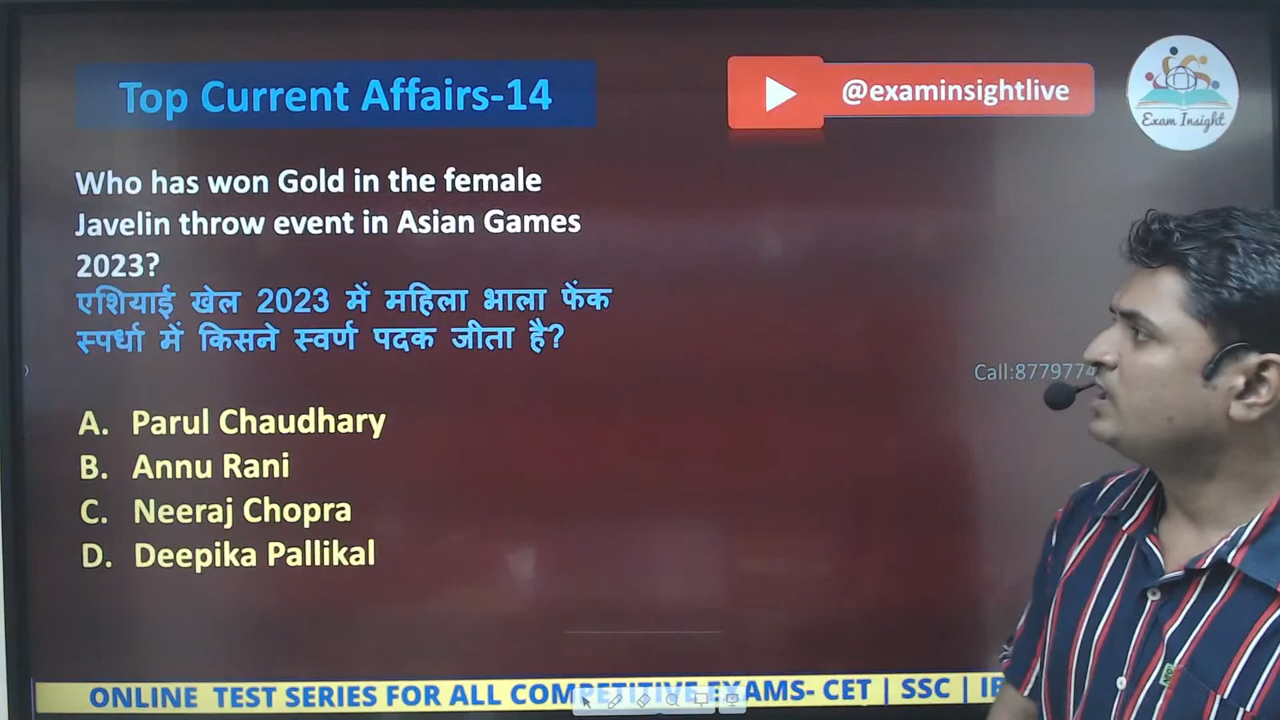 Top Current Affairs-14
@examinsightlive
Exam Insight
Who has won Gold in the female
Javelin throw event in Asian Games
2023?
एशियाई खेल 2023 में महिला भाला फेंक
स्पर्धा में किसने स्वर्ण पदक जीता है?
Call:877977
A. Parul Chaudhary
B. Annu Rani
C. Neeraj Chopra
D. Deepika Pallikal
ONLINE TEST SERIES FOR ALL COMPETITIVE EXAMS- CET | SSC |